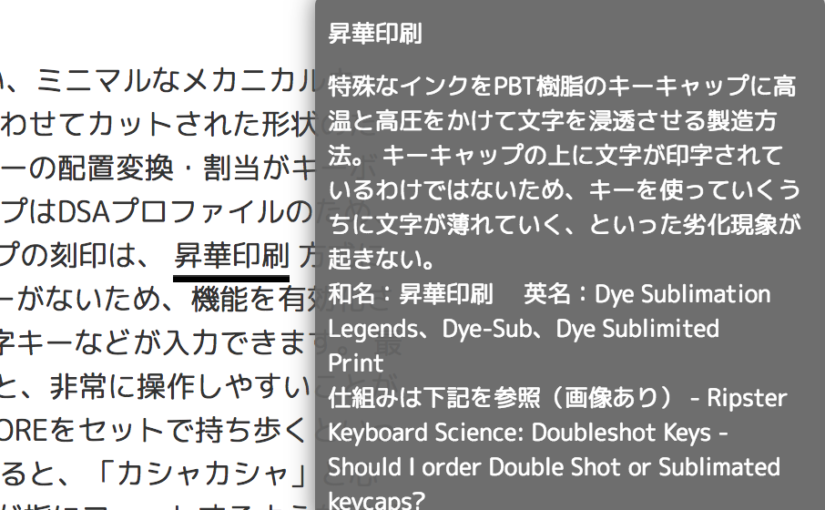 、ミニマルなメカニカル
わせてカットされた形状
ーの配置変換・割当がキーボ
プはDSAプロファイルのため
プの刻印は、 昇華印刷 方
ーがないため、機能を有効
字キーなどが入力できます。 最
と、非常に操作しやすいことが
OREをセットで持ち歩く
ると、「カシャカシャ」と
昇華印刷
特殊なインクをPBT樹脂のキーキャップに高
温と高圧をかけて文字を浸透させる製造方
法。 キーキャップの上に文字が印字されて
いるわけではないため、キーを使っていくう
ちに文字が薄れていく、といった劣化現象が
起きない。
和名：昇華印刷　英名：Dye Sublimation
Legends、Dye-Sub、Dye Sublimited
Print
仕組みは下記を参照（画像あり） - Ripster
Keyboard Science: Doubleshot Keys -
Should I order Double Shot or Sublimated
keycaps?